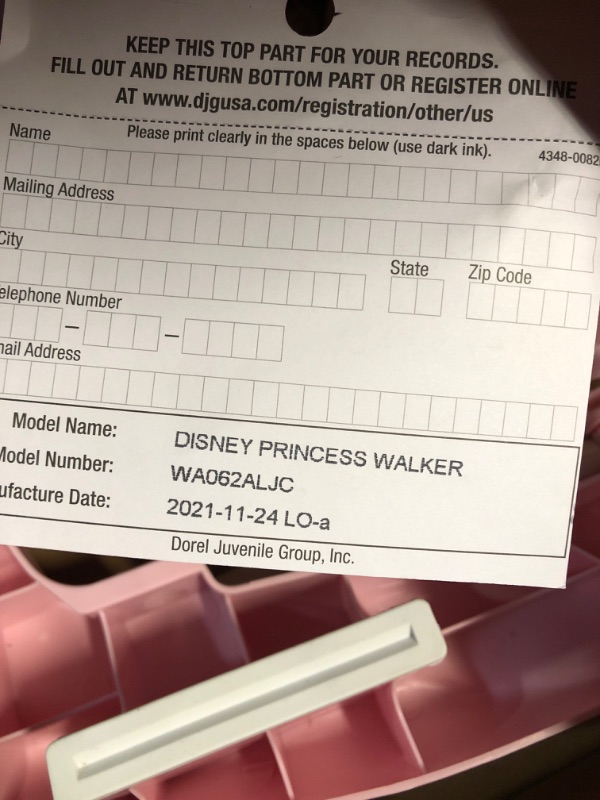 KEEP THIS TOP PART FOR YOUR RECORDS.
FILL OUT AND RETURN BOTTOM PART OR REGISTER ONLINE
AT www.djgusa.com/registration/other/us
Please print clearly in the spaces below (use dark ink).
4348-0082
Name
Mailing Address
City
State
Zip Code
elephone Number
ail Address
Model Name: DISNEY PRINCESS WALKER
Model Number: WA062ALJC
ufacture Date: 2021-11-24 LO-a
Dorel Juvenile Group, Inc.